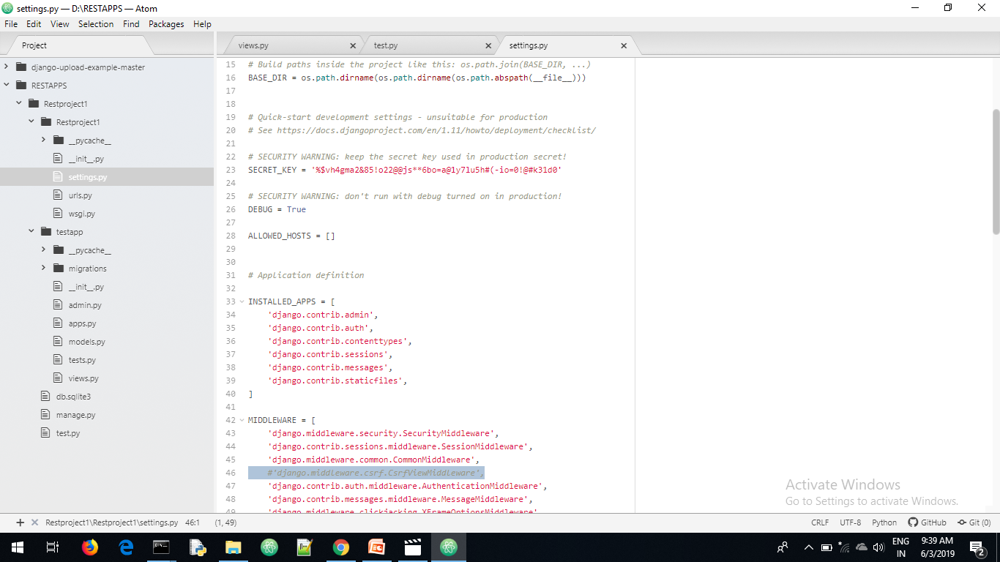 settings.py — D:\RESTAPPS — Atom
File Edit View Selection Find Packages Help
Project
views.py
test.py
settings.py
django-upload-example-master
RESTAPPS
Restproject1
Restproject1
__pycache__
__init__.py
settings.py
urls.py
wsgi.py
testapp
__pycache__
migrations
__init__.py
admin.py
apps.py
models.py
tests.py
views.py
db.sqlite3
manage.py
test.py
15 # Build paths inside the project like this: os.path.join(BASE_DIR, ...)
16 BASE_DIR = os.path.dirname(os.path.dirname(os.path.abspath(__file__)))
17
18
19 # Quick-start development settings - unsuitable for production
20 # See https://docs.djangoproject.com/en/1.11/howto/deployment/checklist/
21
22 # SECURITY WARNING: keep the secret key used in production secret!
23 SECRET_KEY = '%$vh4gma2&85!o22@@js**6bo=a@1y7lu5h#(-io=0!@#k31d0'
24
25 # SECURITY WARNING: don't run with debug turned on in production!
26 DEBUG = True
27
28 ALLOWED_HOSTS = []
29
30
31 # Application definition
32
33 INSTALLED_APPS = [
34 'django.contrib.admin',
35 'django.contrib.auth',
36 'django.contrib.contenttypes',
37 'django.contrib.sessions',
38 'django.contrib.messages',
39 'django.contrib.staticfiles',
40 ]
41
42 MIDDLEWARE = [
43 'django.middleware.security.SecurityMiddleware',
44 'django.contrib.sessions.middleware.SessionMiddleware',
45 'django.middleware.common.CommonMiddleware',
46 #'django.middleware.csrf.CsrfViewMiddleware',
47 'django.contrib.auth.middleware.AuthenticationMiddleware',
48 'django.contrib.messages.middleware.MessageMiddleware',
49 'django.middleware.clickjacking.XFrameOptionsMiddleware'
Activate Windows
Go to Settings to activate Windows.
Restproject1\Restproject1\settings.py 46:1 (1, 49)
CRLF UTF-8 Python GitHub Git (0)
ENG
IN
9:39 AM
6/3/2019
2